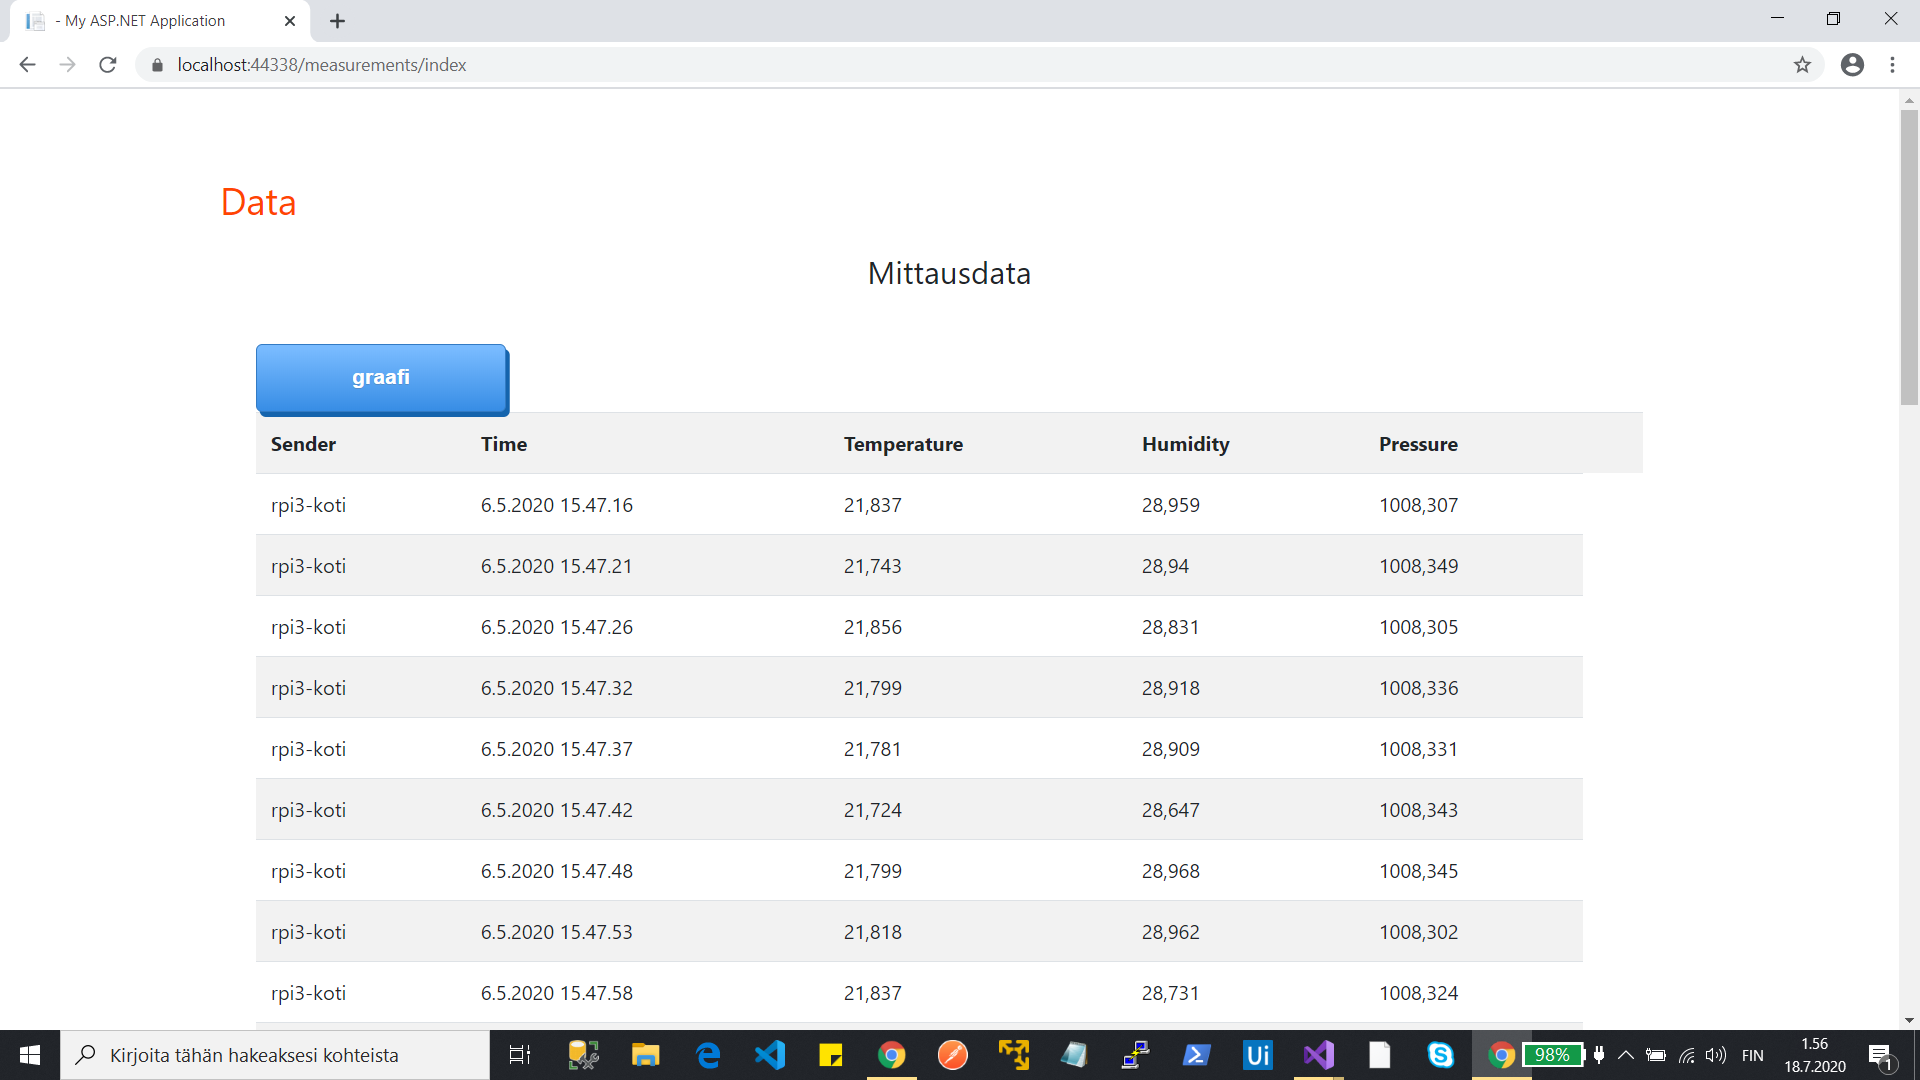 - My ASP.NET Application
localhost:44338/measurements/index
Data
Mittausdata
graafi
Sender Time Temperature Humidity Pressure
rpi3-koti 6.5.2020 15.47.16 21,837 28,959 1008,307
rpi3-koti 6.5.2020 15.47.21 21,743 28,94 1008,349
rpi3-koti 6.5.2020 15.47.26 21,856 28,831 1008,305
rpi3-koti 6.5.2020 15.47.32 21,799 28,918 1008,336
rpi3-koti 6.5.2020 15.47.37 21,781 28,909 1008,331
rpi3-koti 6.5.2020 15.47.42 21,724 28,647 1008,343
rpi3-koti 6.5.2020 15.47.48 21,799 28,968 1008,345
rpi3-koti 6.5.2020 15.47.53 21,818 28,962 1008,302
rpi3-koti 6.5.2020 15.47.58 21,837 28,731 1008,324
Kirjoita tähän hakeaksesi kohteista Ui 98% FIN 1.56
18.7.2020 1